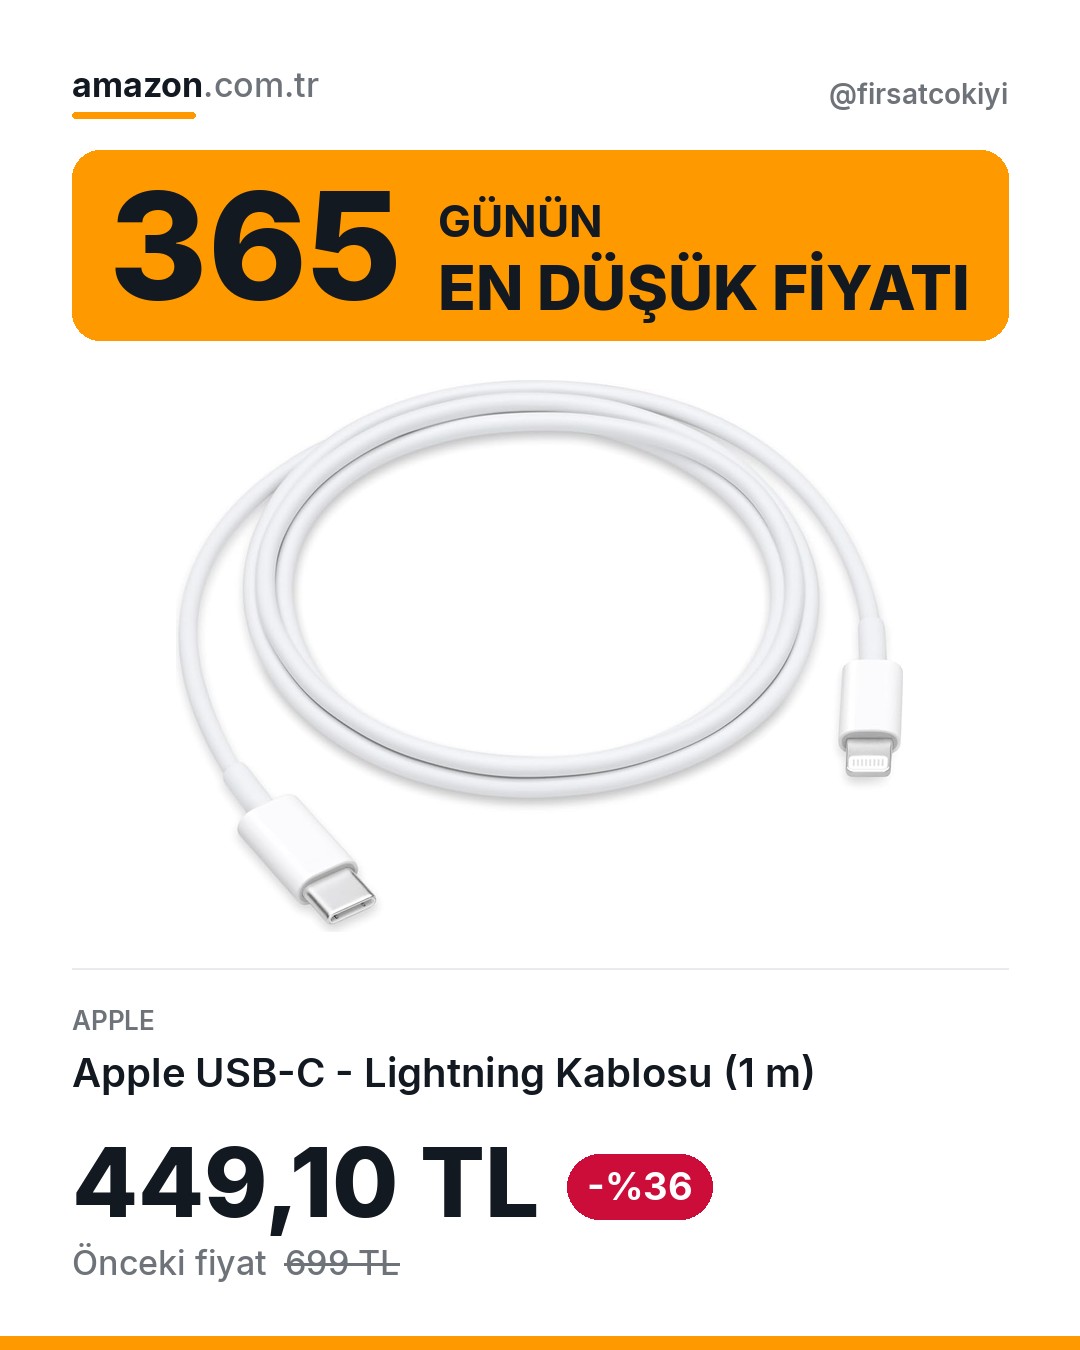 amazon.com.tr
@firsatcokiyi
365
GÜNÜN
EN DÜŞÜK FİYATI
APPLE
Apple USB-C - Lightning Kablosu (1 m)
449,10 TL
-%36
Önceki fiyat 699 TL